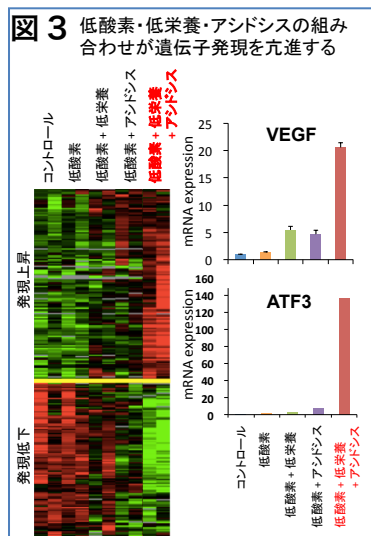 図3 低酸素・低栄養・アシドシスの組み
合わせが遺伝子発現を亢進する
コントロール
低酸素
低酸素+低栄養
低酸素+アシドシス
低酸素+低栄養
+アシドシス
発現上昇
発現低下
VEGF
mRNA expression
25
20
15
10
5
0
ATF3
mRNA expression
160
140
120
100
80
60
40
20
0
コントロール
低酸素
低酸素+低栄養
低酸素+アシドシス
低酸素+低栄養
+アシドシス